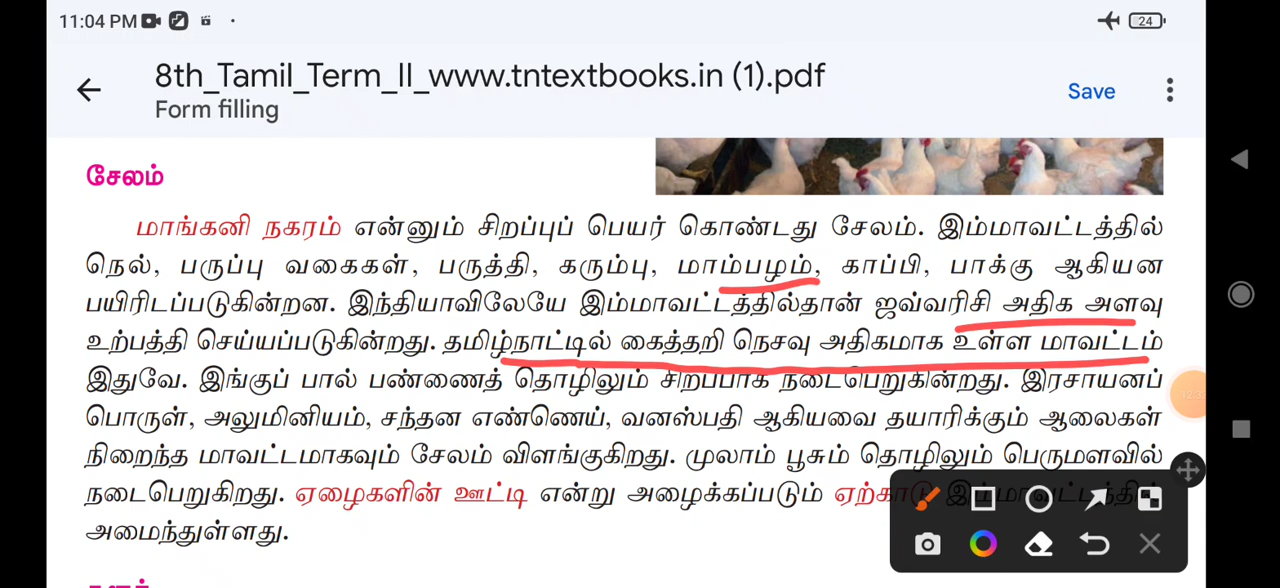 11:04 PM
24
8th_Tamil_Term_II_www.tntextbooks.in (1).pdf
Form filling
Save
சேலம்
மாங்கனி நகரம் என்னும் சிறப்புப் பெயர் கொண்டது சேலம். இம்மாவட்டத்தில்
நெல், பருப்பு வகைகள், பருத்தி, கரும்பு, மாம்பழம், காப்பி, பாக்கு ஆகியன
பயிரிடப்படுகின்றன. இந்தியாவிலேயே இம்மாவட்டத்தில்தான் ஜவ்வரிசி அதிக அளவு
உற்பத்தி செய்யப்படுகின்றது. தமிழ்நாட்டில் கைத்தறி நெசவு அதிகமாக உள்ள மாவட்டம்
இதுவே. இங்குப் பால் பண்ணைத் தொழிலும் சிறப்பாக நடைபெறுகின்றது. இரசாயனப்
பொருள், அலுமினியம், சந்தன எண்ணெய், வனஸ்பதி ஆகியவை தயாரிக்கும் ஆலைகள்
நிறைந்த மாவட்டமாகவும் சேலம் விளங்குகிறது. முலாம் பூசும் தொழிலும் பெருமளவில்
நடைபெறுகிறது. ஏழைகளின் ஊட்டி என்று அழைக்கப்படும் ஏற்காடு இம்மாவட்டத்தில்
அமைந்துள்ளது.